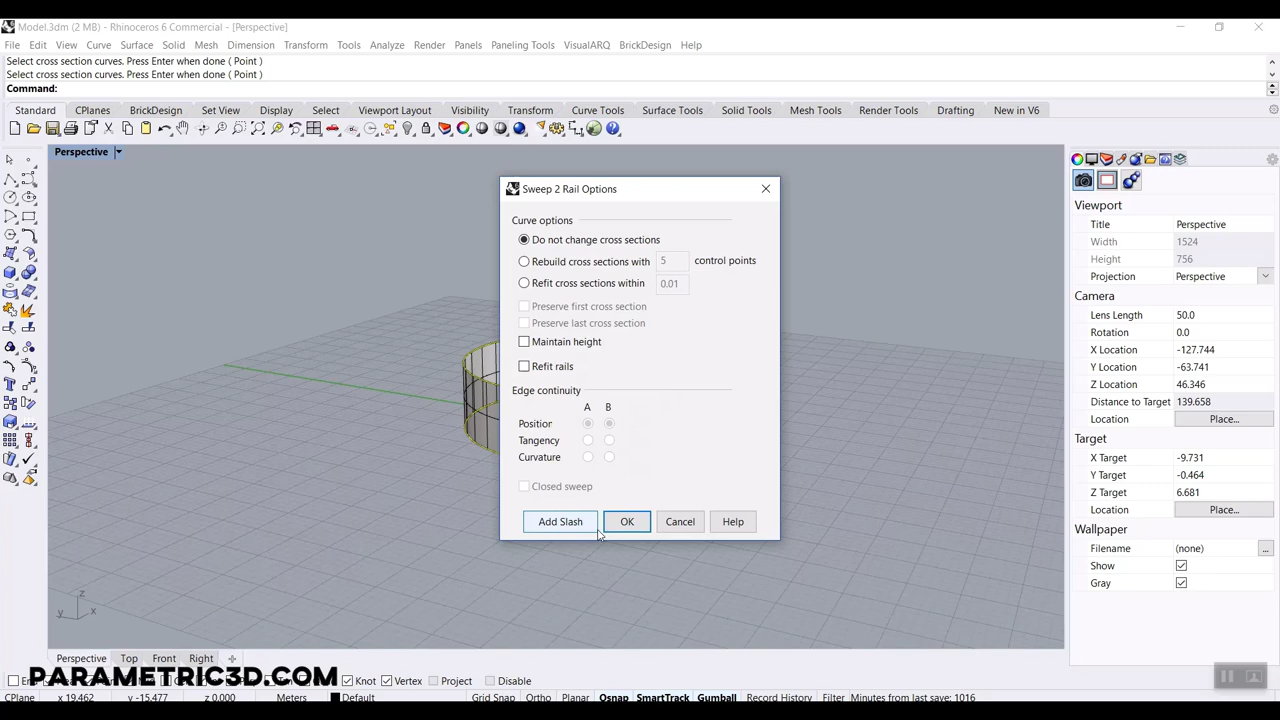 Model.3dm (2 MB) - Rhinoceros 6 Commercial - [Perspective]
File Edit View Curve Surface Solid Mesh Dimension Transform Tools Analyze Render Panels Paneling Tools VisualARQ BrickDesign Help
Select cross section curves. Press Enter when done ( Point )
Select cross section curves. Press Enter when done ( Point )
Command:
Standard CPlanes BrickDesign Set View Display Select Viewport Layout Visibility Transform Curve Tools Surface Tools Solid Tools Mesh Tools Render Tools Drafting New in V6
Perspective
Sweep 2 Rail Options
Curve options
Do not change cross sections
Rebuild cross sections with 5 control points
Refit cross sections within 0.01
Preserve first cross section
Preserve last cross section
Maintain height
Refit rails
Edge continuity
A B
Position
Tangency
Curvature
Closed sweep
Add Slash OK Cancel Help
Viewport
Title Perspective
Width 1524
Height 756
Projection Perspective
Camera
Lens Length 50.0
Rotation 0.0
X Location -127.744
Y Location -63.741
Z Location 46.346
Distance to Target 139.658
Location Place...
Target
X Target -9.731
Y Target -0.464
Z Target 6.681
Location Place...
Wallpaper
Filename (none) ...
Show
Gray
z
y x
Perspective Top Front Right
PARAMETRIC3D.COM
Knot Vertex Project Disable
CPlane x 19.462 y -15.477 z 0.000 Meters Default Grid Snap Ortho Planar Osnap SmartTrack Gumball Record History Filter Minutes from last save: 1016